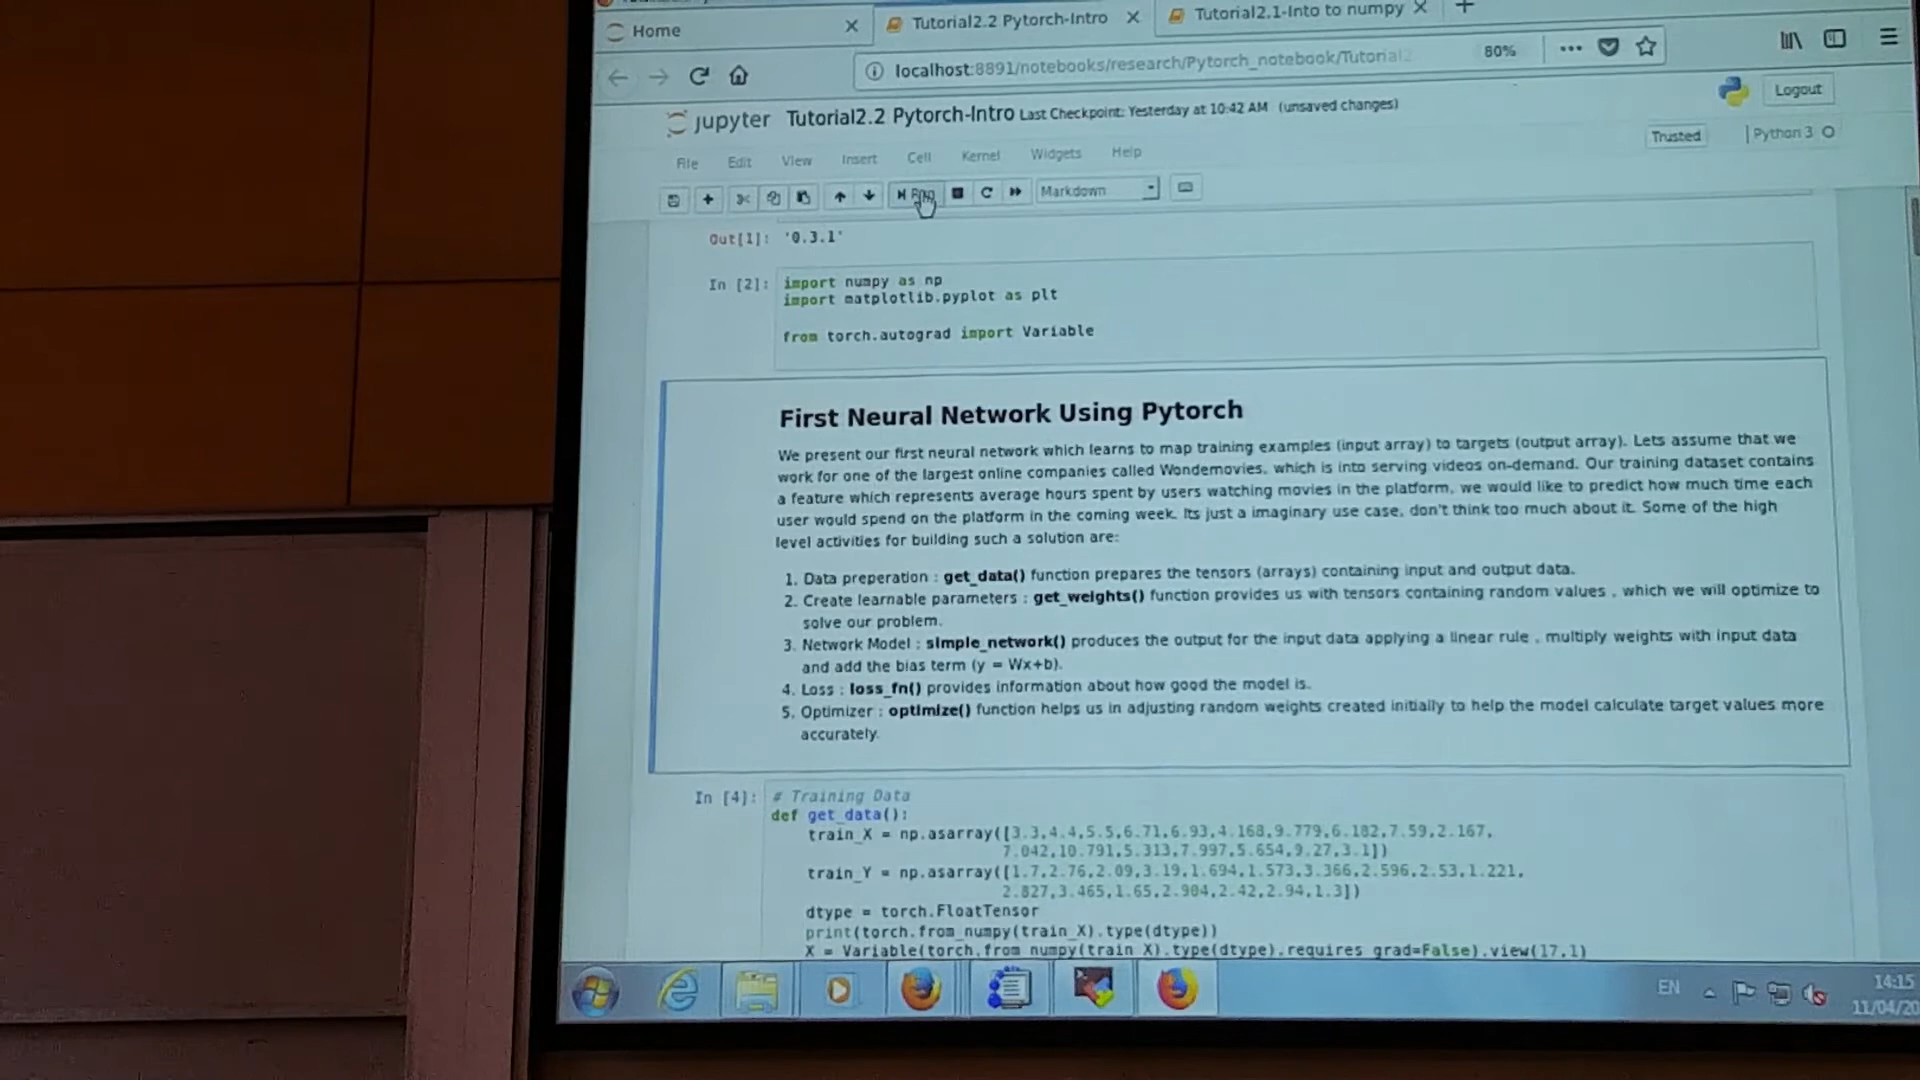 Home
Tutorial2.2 Pytorch-Intro
Tutorial2.1-Into to numpy
localhost:8891/notebooks/research/Pytorch_notebook/Tutorial2
80%
jupyter Tutorial2.2 Pytorch-Intro Last Checkpoint: Yesterday at 10:42 AM (unsaved changes)
Logout
File Edit View Insert Cell Kernel Widgets Help
Trusted
Python 3
Markdown
Out[1]: '0.3.1'
In [2]: import numpy as np
import matplotlib.pyplot as plt
from torch.autograd import Variable
First Neural Network Using Pytorch
We present our first neural network which learns to map training examples (input array) to targets (output array). Lets assume that we
work for one of the largest online companies called Wondemovies, which is into serving videos on-demand. Our training dataset contains
a feature which represents average hours spent by users watching movies in the platform, we would like to predict how much time each
user would spend on the platform in the coming week. Its just a imaginary use case, don't think too much about it. Some of the high
level activities for building such a solution are:
1. Data preperation : get_data() function prepares the tensors (arrays) containing input and output data.
2. Create learnable parameters : get_weights() function provides us with tensors containing random values , which we will optimize to
solve our problem.
3. Network Model : simple_network() produces the output for the input data applying a linear rule , multiply weights with input data
and add the bias term (y = Wx+b).
4. Loss : loss_fn() provides information about how good the model is.
5. Optimizer : optimize() function helps us in adjusting random weights created initially to help the model calculate target values more
accurately.
In [4]: # Training Data
def get_data():
train_X = np.asarray([3.3,4.4,5.5,6.71,6.93,4.168,9.779,6.182,7.59,2.167,
7.042,10.791,5.313,7.997,5.654,9.27,3.1])
train_Y = np.asarray([1.7,2.76,2.09,3.19,1.694,1.573,3.366,2.596,2.53,1.221,
2.827,3.465,1.65,2.904,2.42,2.94,1.3])
dtype = torch.FloatTensor
print(torch.from_numpy(train_X).type(dtype))
X = Variable(torch.from_numpy(train_X).type(dtype),requires_grad=False).view(17,1)
EN
14:15
11/04/20